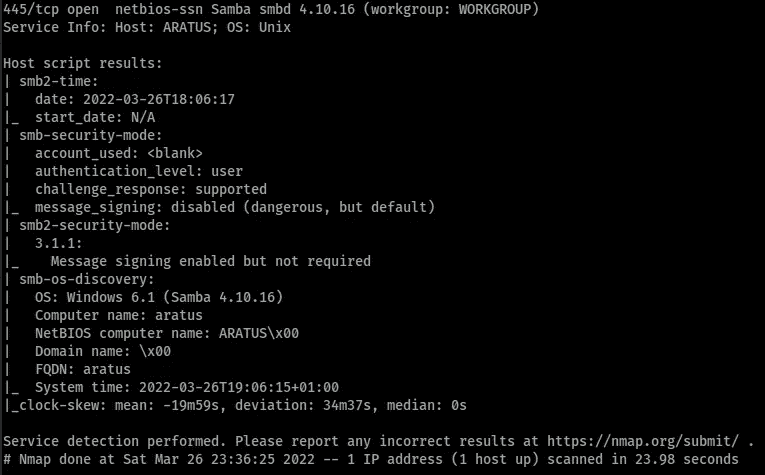 445/tcp open  netbios-ssn Samba smbd 4.10.16 (workgroup: WORKGROUP)
Service Info: Host: ARATUS; OS: Unix

Host script results:
| smb2-time:
|   date: 2022-03-26T18:06:17
|_  start_date: N/A
| smb-security-mode:
|   account_used: <blank>
|   authentication_level: user
|   challenge_response: supported
|_  message_signing: disabled (dangerous, but default)
| smb2-security-mode:
|   3.1.1:
|_    Message signing enabled but not required
| smb-os-discovery:
|   OS: Windows 6.1 (Samba 4.10.16)
|   Computer name: aratus
|   NetBIOS computer name: ARATUS\x00
|   Domain name: \x00
|   FQDN: aratus
|_  System time: 2022-03-26T19:06:15+01:00
|_clock-skew: mean: -19m59s, deviation: 34m37s, median: 0s

Service detection performed. Please report any incorrect results at https://nmap.org/submit/ .
# Nmap done at Sat Mar 26 23:36:25 2022 -- 1 IP address (1 host up) scanned in 23.98 seconds